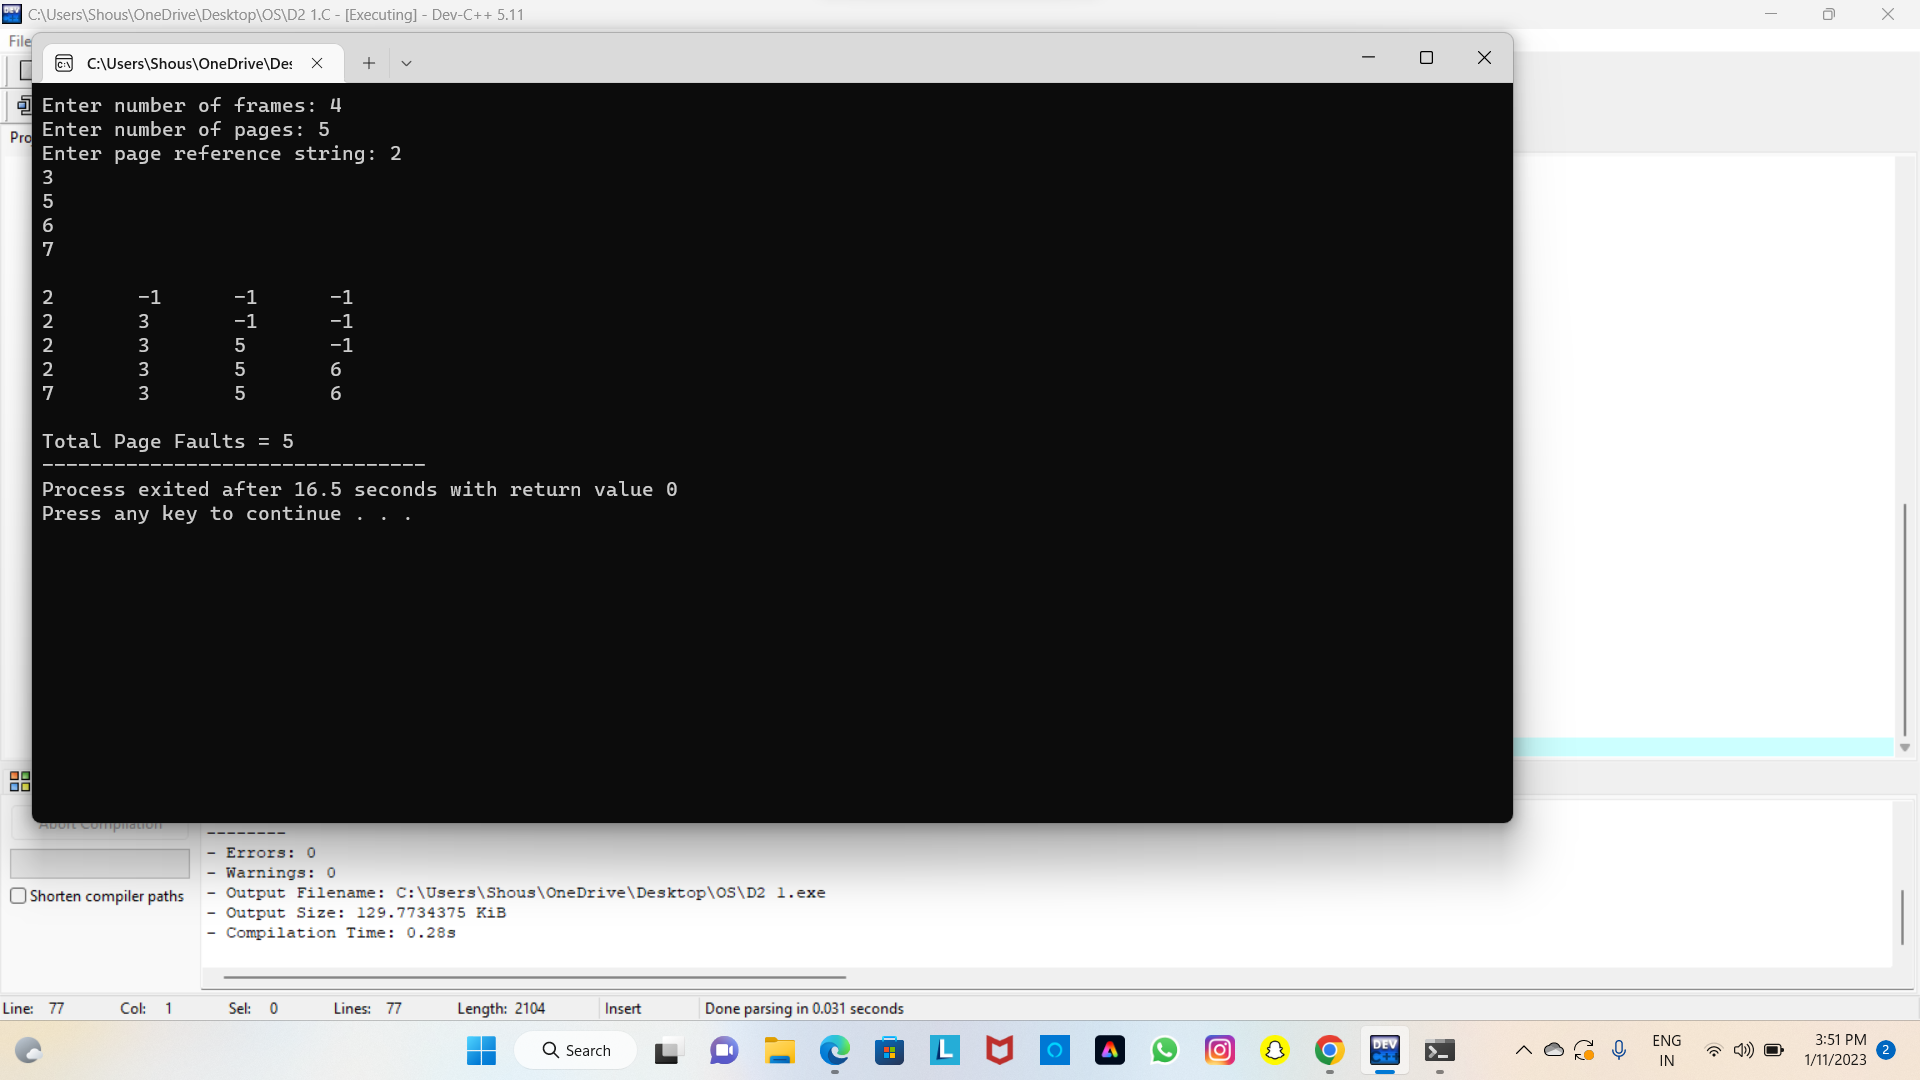 C:\Users\Shous\OneDrive\Desktop\OS\D2 1.C - [Executing] - Dev-C++ 5.11
File
C:\Users\Shous\OneDrive\Des
Enter number of frames: 4
Enter number of pages: 5
Enter page reference string: 2
3
5
6
7
2 -1 -1 -1
2 3 -1 -1
2 3 5 -1
2 3 5 6
7 3 5 6
Total Page Faults = 5
--------------------------------
Process exited after 16.5 seconds with return value 0
Press any key to continue . . .
Abort Compilation
Shorten compiler paths
--------
- Errors: 0
- Warnings: 0
- Output Filename: C:\Users\Shous\OneDrive\Desktop\OS\D2 1.exe
- Output Size: 129.7734375 KiB
- Compilation Time: 0.28s
Line: 77 Col: 1 Sel: 0 Lines: 77 Length: 2104 Insert Done parsing in 0.031 seconds
Search
DEV
ENG
IN
3:51 PM
1/11/2023
2